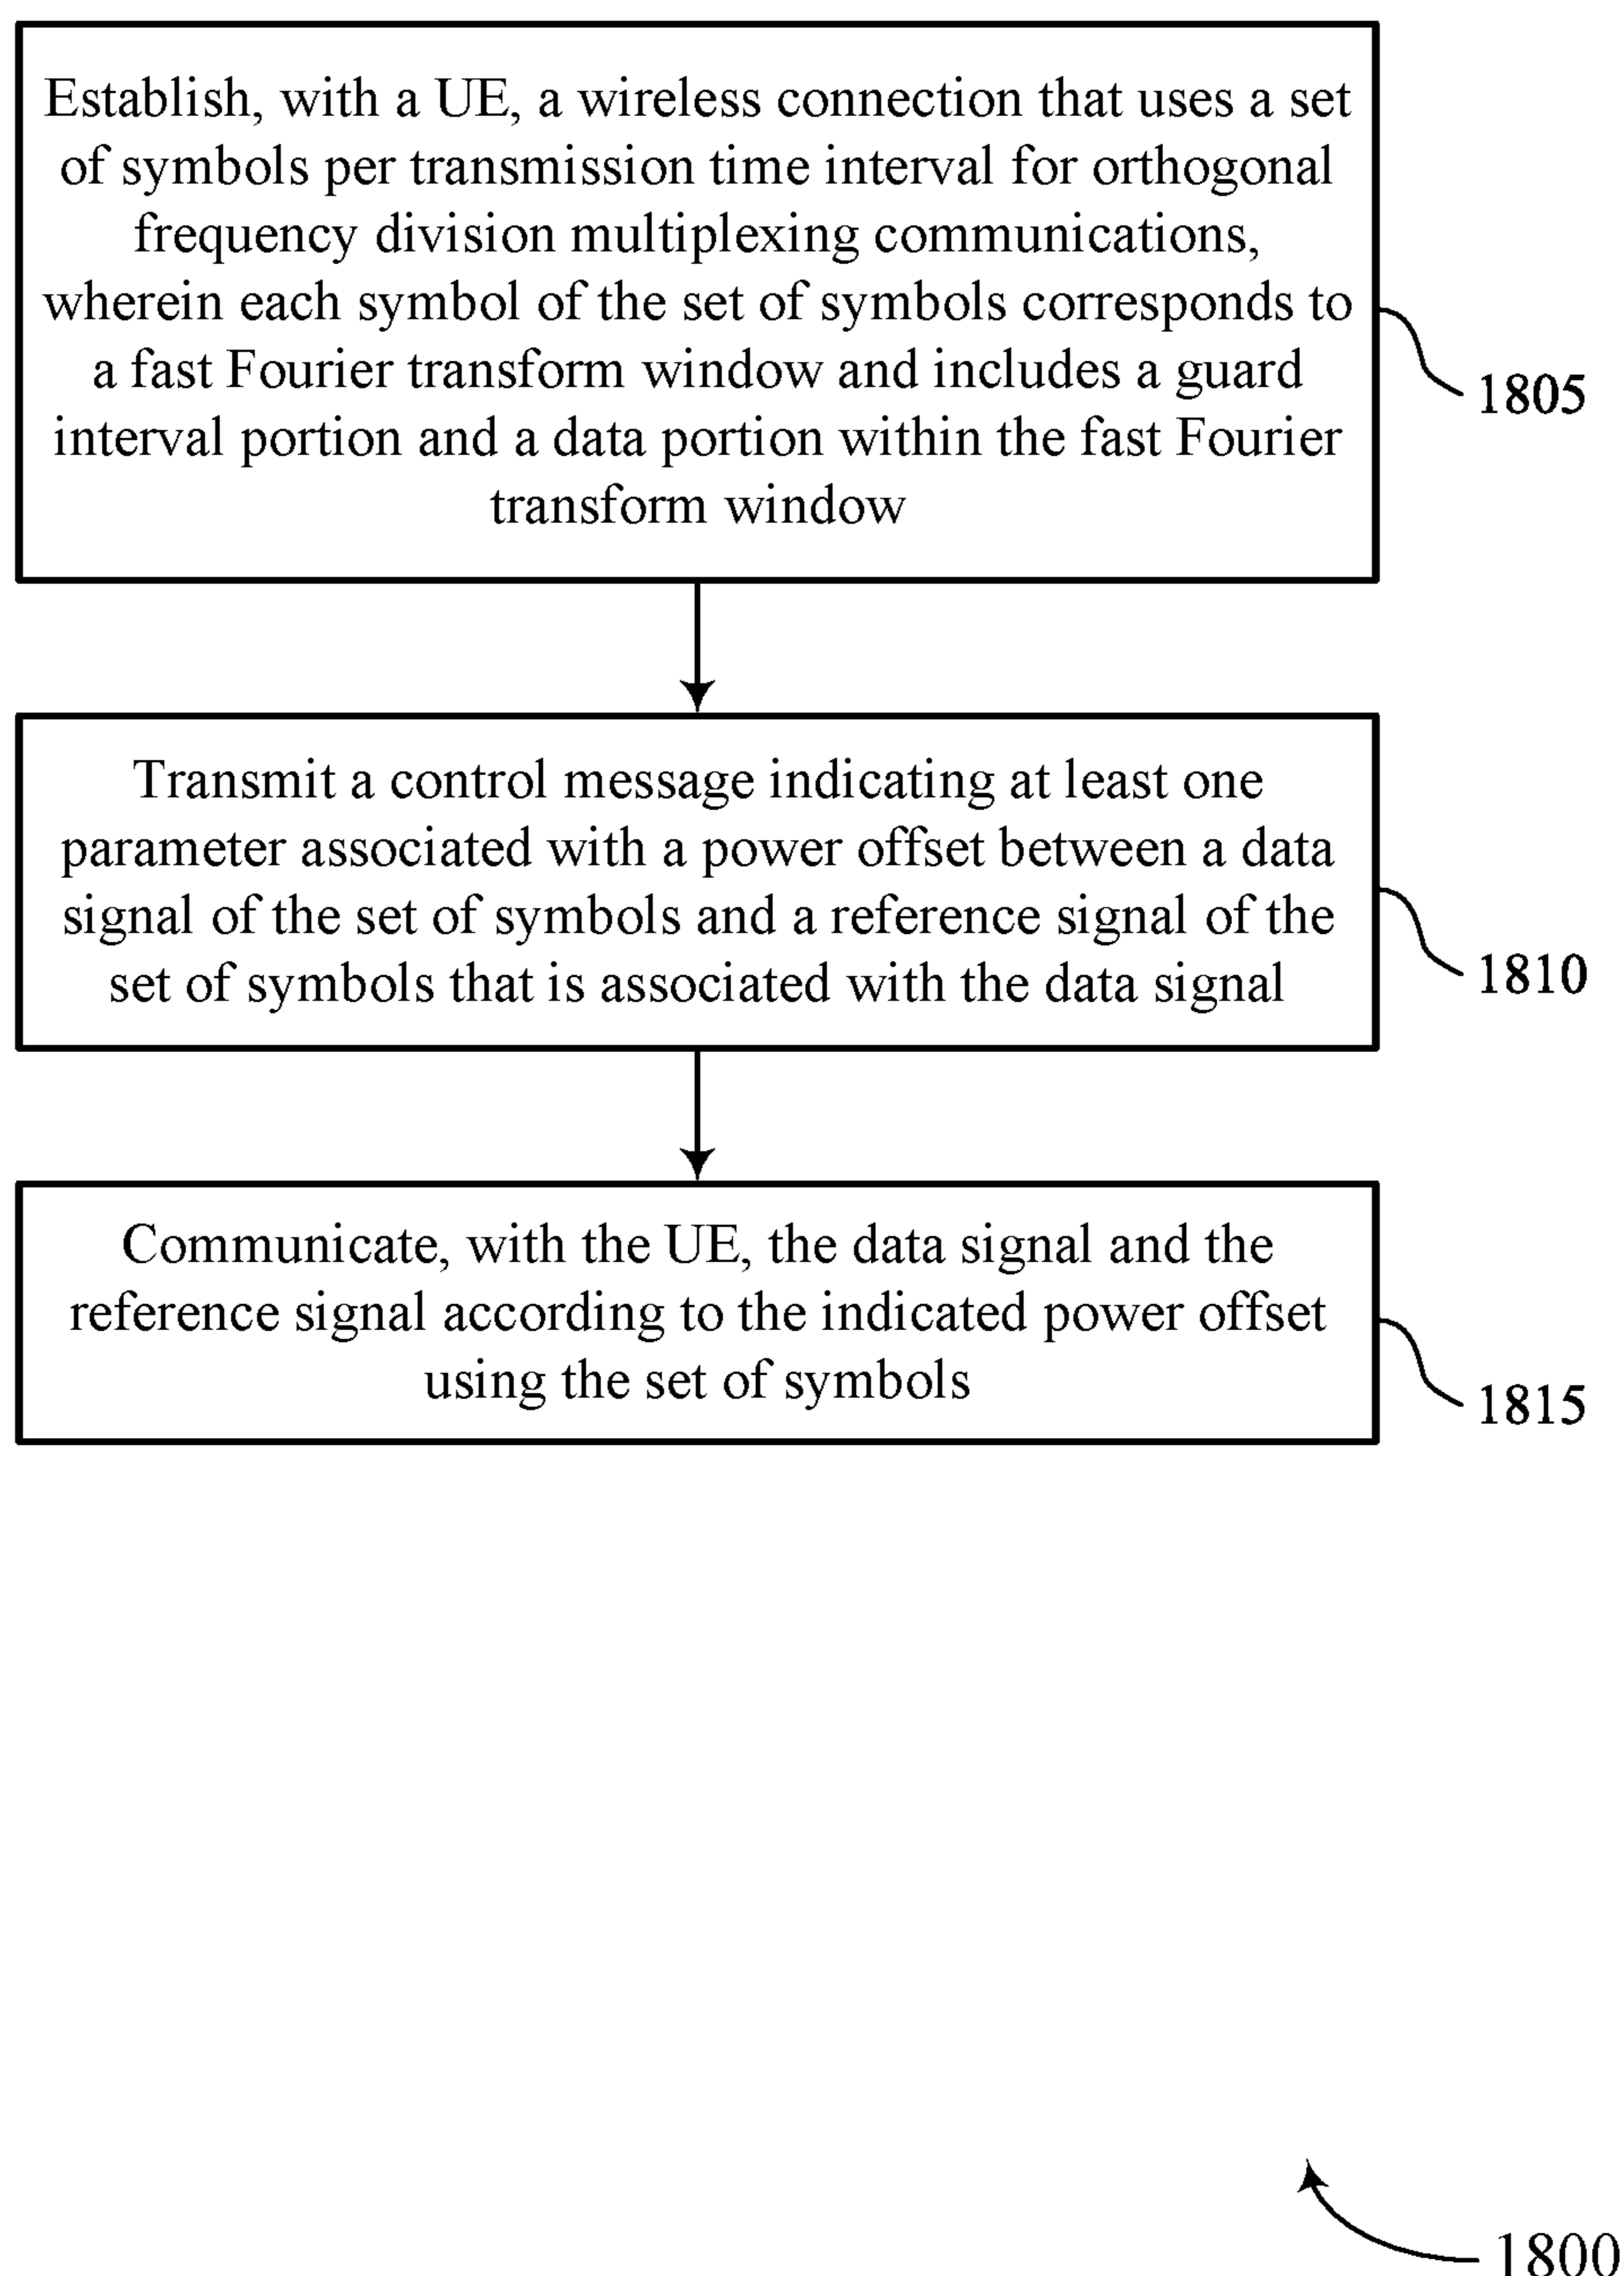 Establish, with a UE, a wireless connection that uses a set
of symbols per transmission time interval for orthogonal
frequency division multiplexing communications,
wherein each symbol of the set of symbols corresponds to
a fast Fourier transform window and includes a guard
interval portion and a data portion within the fast Fourier
transform window
1805
Transmit a control message indicating at least one
parameter associated with a power offset between a data
signal of the set of symbols and a reference signal of the
set of symbols that is associated with the data signal
1810
Communicate, with the UE, the data signal and the
reference signal according to the indicated power offset
using the set of symbols
1815
1800